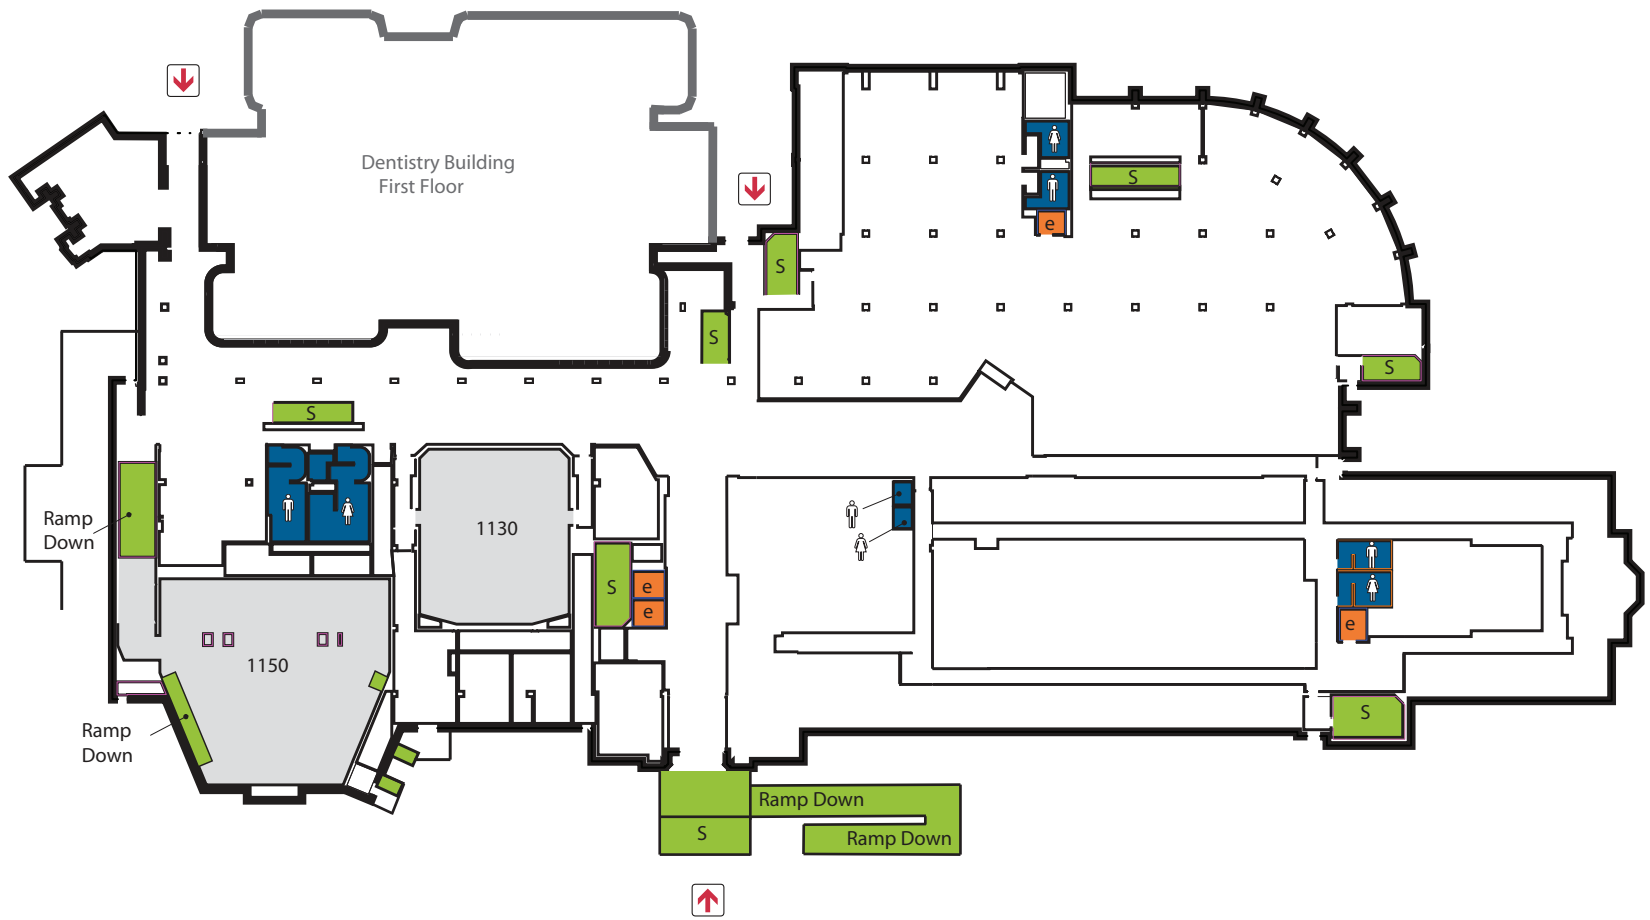 Dentistry Building
First Floor
S
e
S
S
S
S
Ramp
Down
1130
S
e
e
e
1150
Ramp
Down
S
Ramp Down
S
Ramp Down